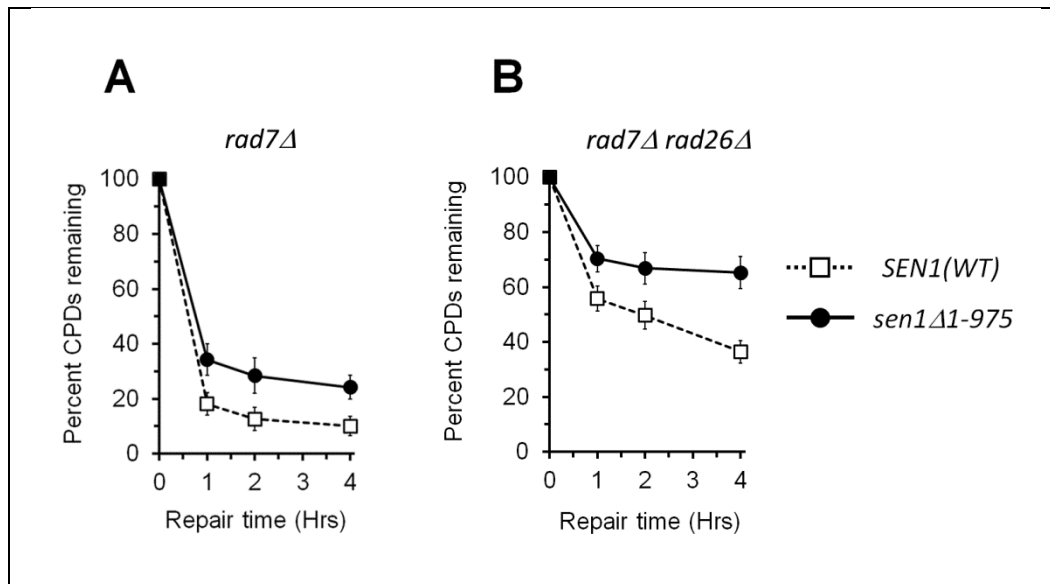 A
rad7Δ
Percent CPDs remaining
100
80
60
40
20
0
0 1 2 3 4
Repair time (Hrs)
B
rad7Δ rad26Δ
Percent CPDs remaining
100
80
60
40
20
0
0 1 2 3 4
Repair time (Hrs)
SEN1(WT)
sen1Δ1-975